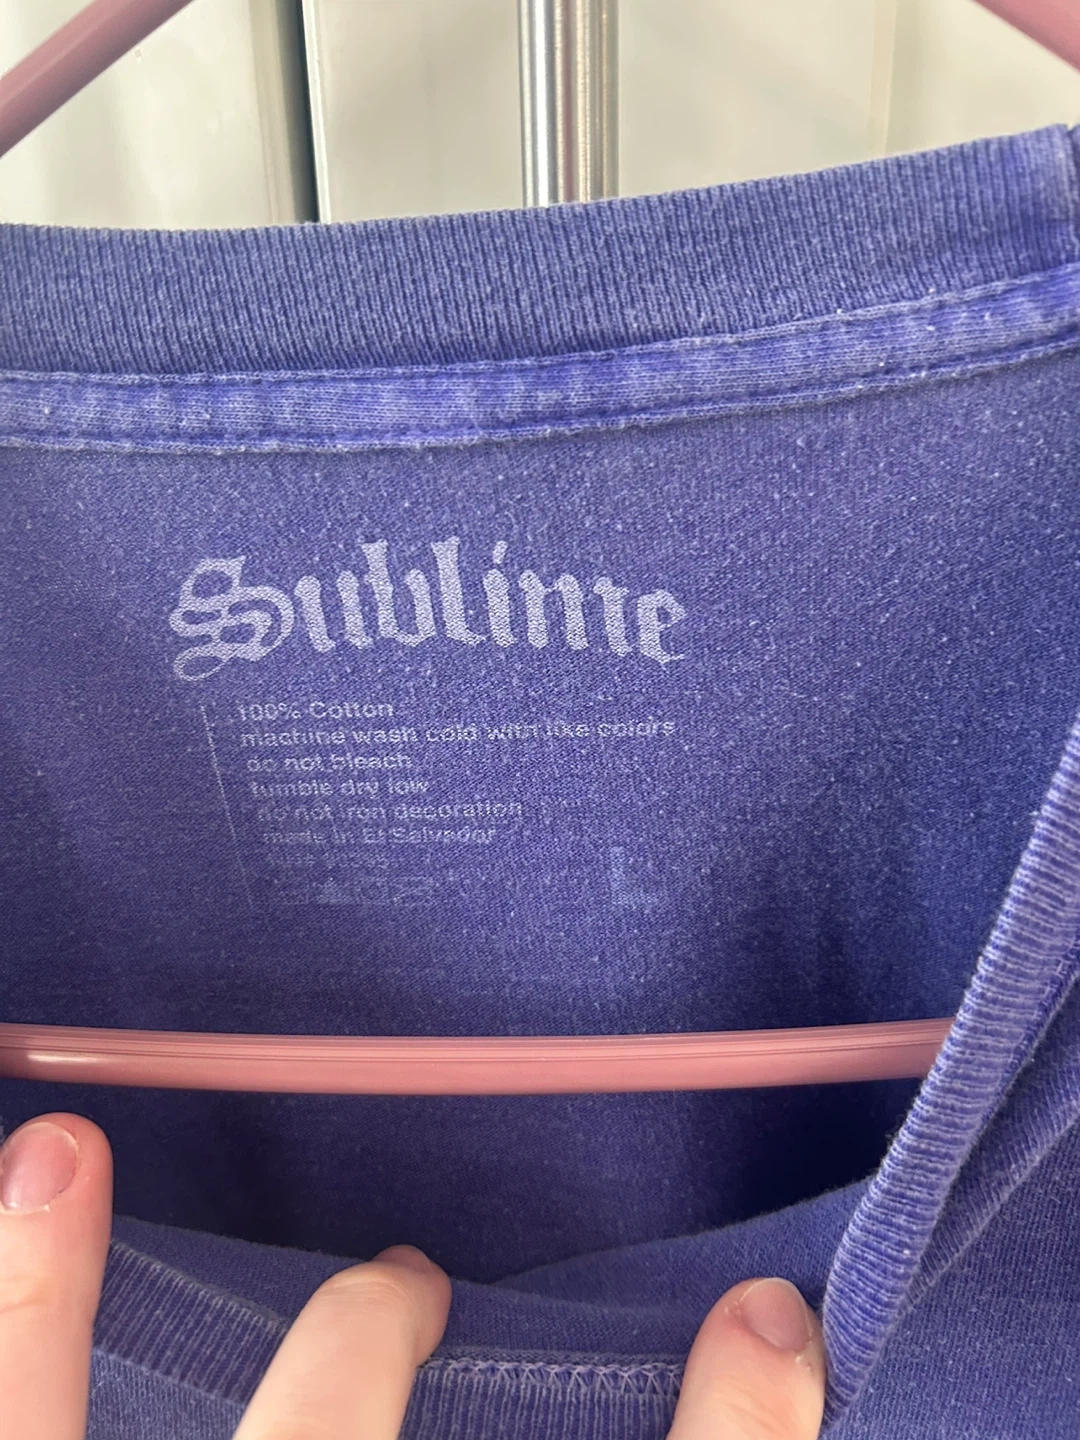 Sublime
100% Cotton
machine wash cold with like colors
do not bleach
tumble dry low
do not iron decoration
made in El Salvador
L